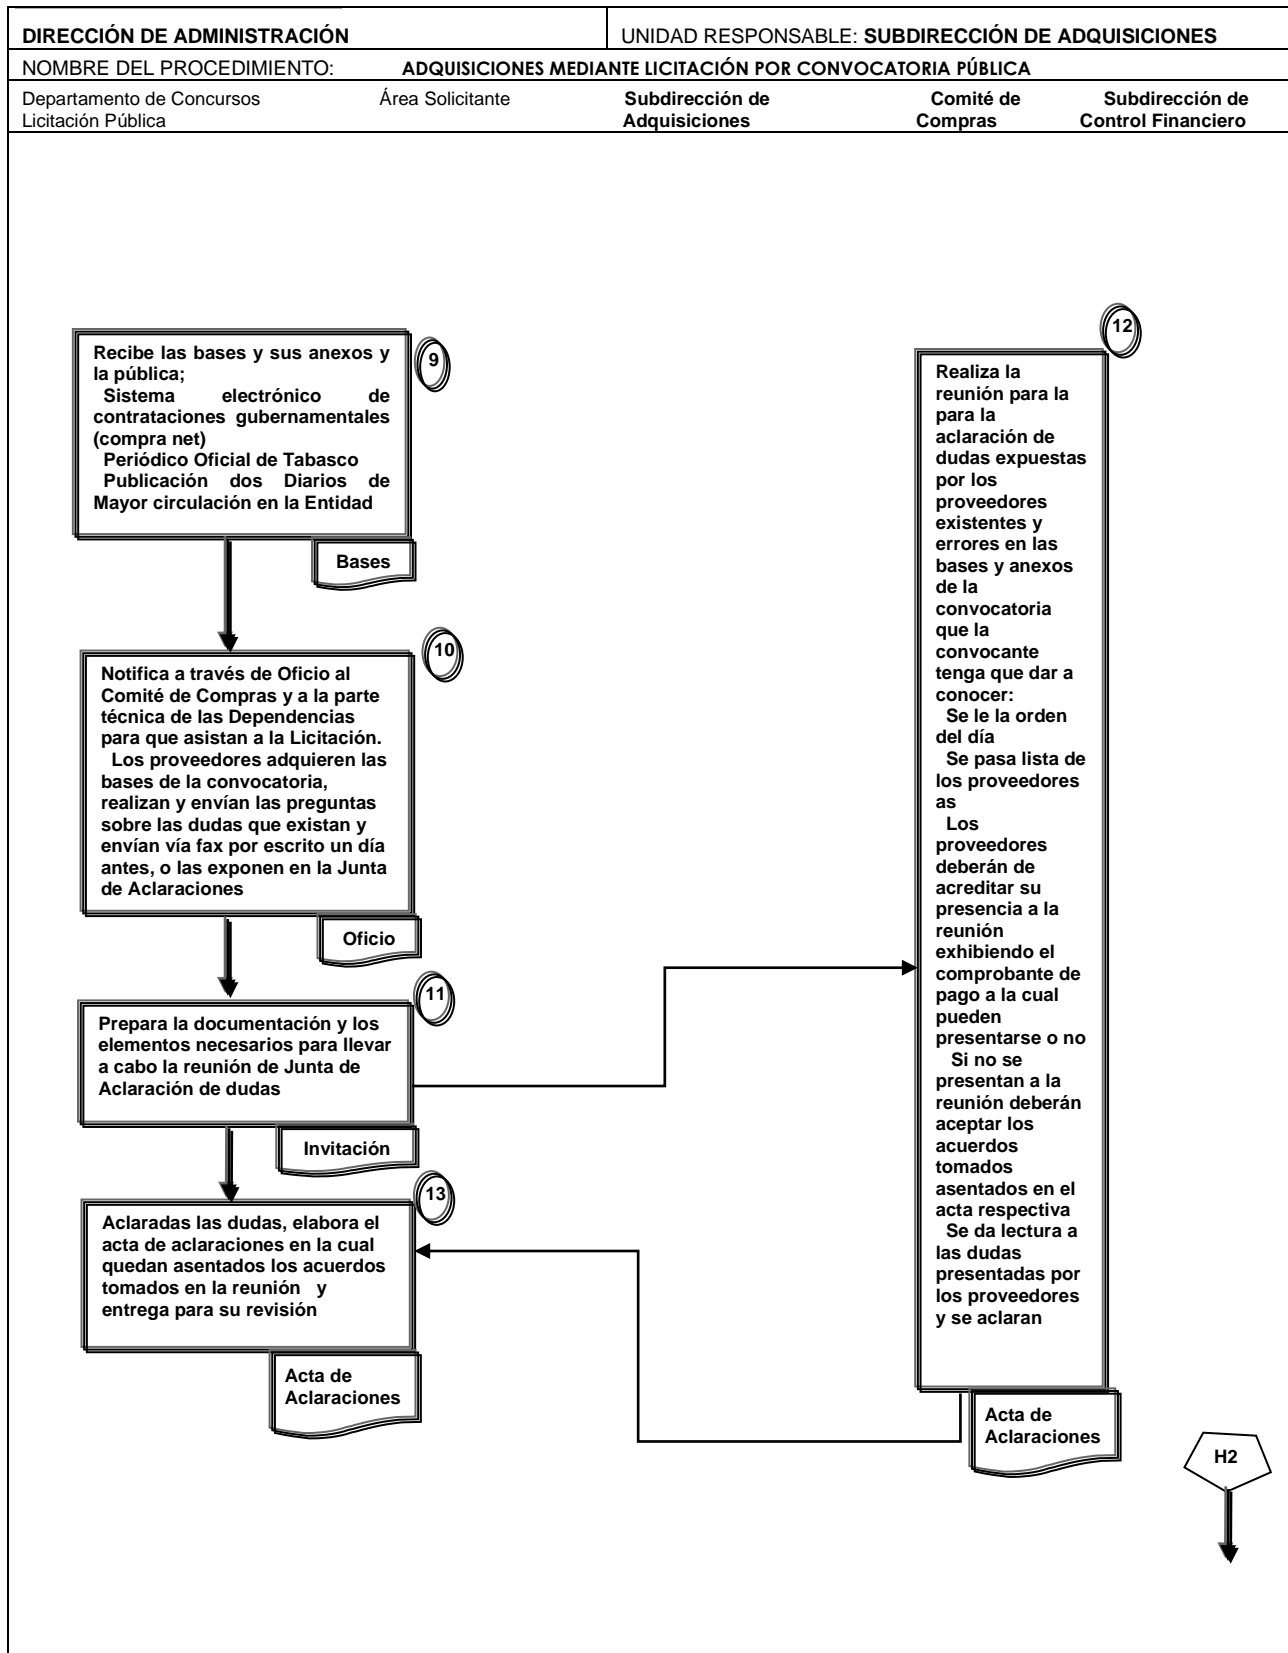 DIRECCIÓN DE ADMINISTRACIÓN
UNIDAD RESPONSABLE: SUBDIRECCIÓN DE ADQUISICIONES
NOMBRE DEL PROCEDIMIENTO: ADQUISICIONES MEDIANTE LICITACIÓN POR CONVOCATORIA PÚBLICA
Departamento de Concursos
Licitación Pública
Área Solicitante
Subdirección de
Adquisiciones
Comité de
Compras
Subdirección de
Control Financiero
9
Recibe las bases y sus anexos y
la pública;
Sistema electrónico de
contrataciones gubernamentales
(compra net)
Periódico Oficial de Tabasco
Publicación dos Diarios de
Mayor circulación en la Entidad
Bases
10
Notifica a través de Oficio al
Comité de Compras y a la parte
técnica de las Dependencias
para que asistan a la Licitación.
Los proveedores adquieren las
bases de la convocatoria,
realizan y envían las preguntas
sobre las dudas que existan y
envían vía fax por escrito un día
antes, o las exponen en la Junta
de Aclaraciones
Oficio
11
Prepara la documentación y los
elementos necesarios para llevar
a cabo la reunión de Junta de
Aclaración de dudas
Invitación
12
Realiza la
reunión para la
para la
aclaración de
dudas expuestas
por los
proveedores
existentes y
errores en las
bases y anexos
de la
convocatoria
que la
convocante
tenga que dar a
conocer:
Se le la orden
del día
Se pasa lista de
los proveedores
as
Los
proveedores
deberán de
acreditar su
presencia a la
reunión
exhibiendo el
comprobante de
pago a la cual
pueden
presentarse o no
Si no se
presentan a la
reunión deberán
aceptar los
acuerdos
tomados
asentados en el
acta respectiva
Se da lectura a
las dudas
presentadas por
los proveedores
y se aclaran
Acta de
Aclaraciones
13
Aclaradas las dudas, elabora el
acta de aclaraciones en la cual
quedan asentados los acuerdos
tomados en la reunión y
entrega para su revisión
Acta de
Aclaraciones
H2